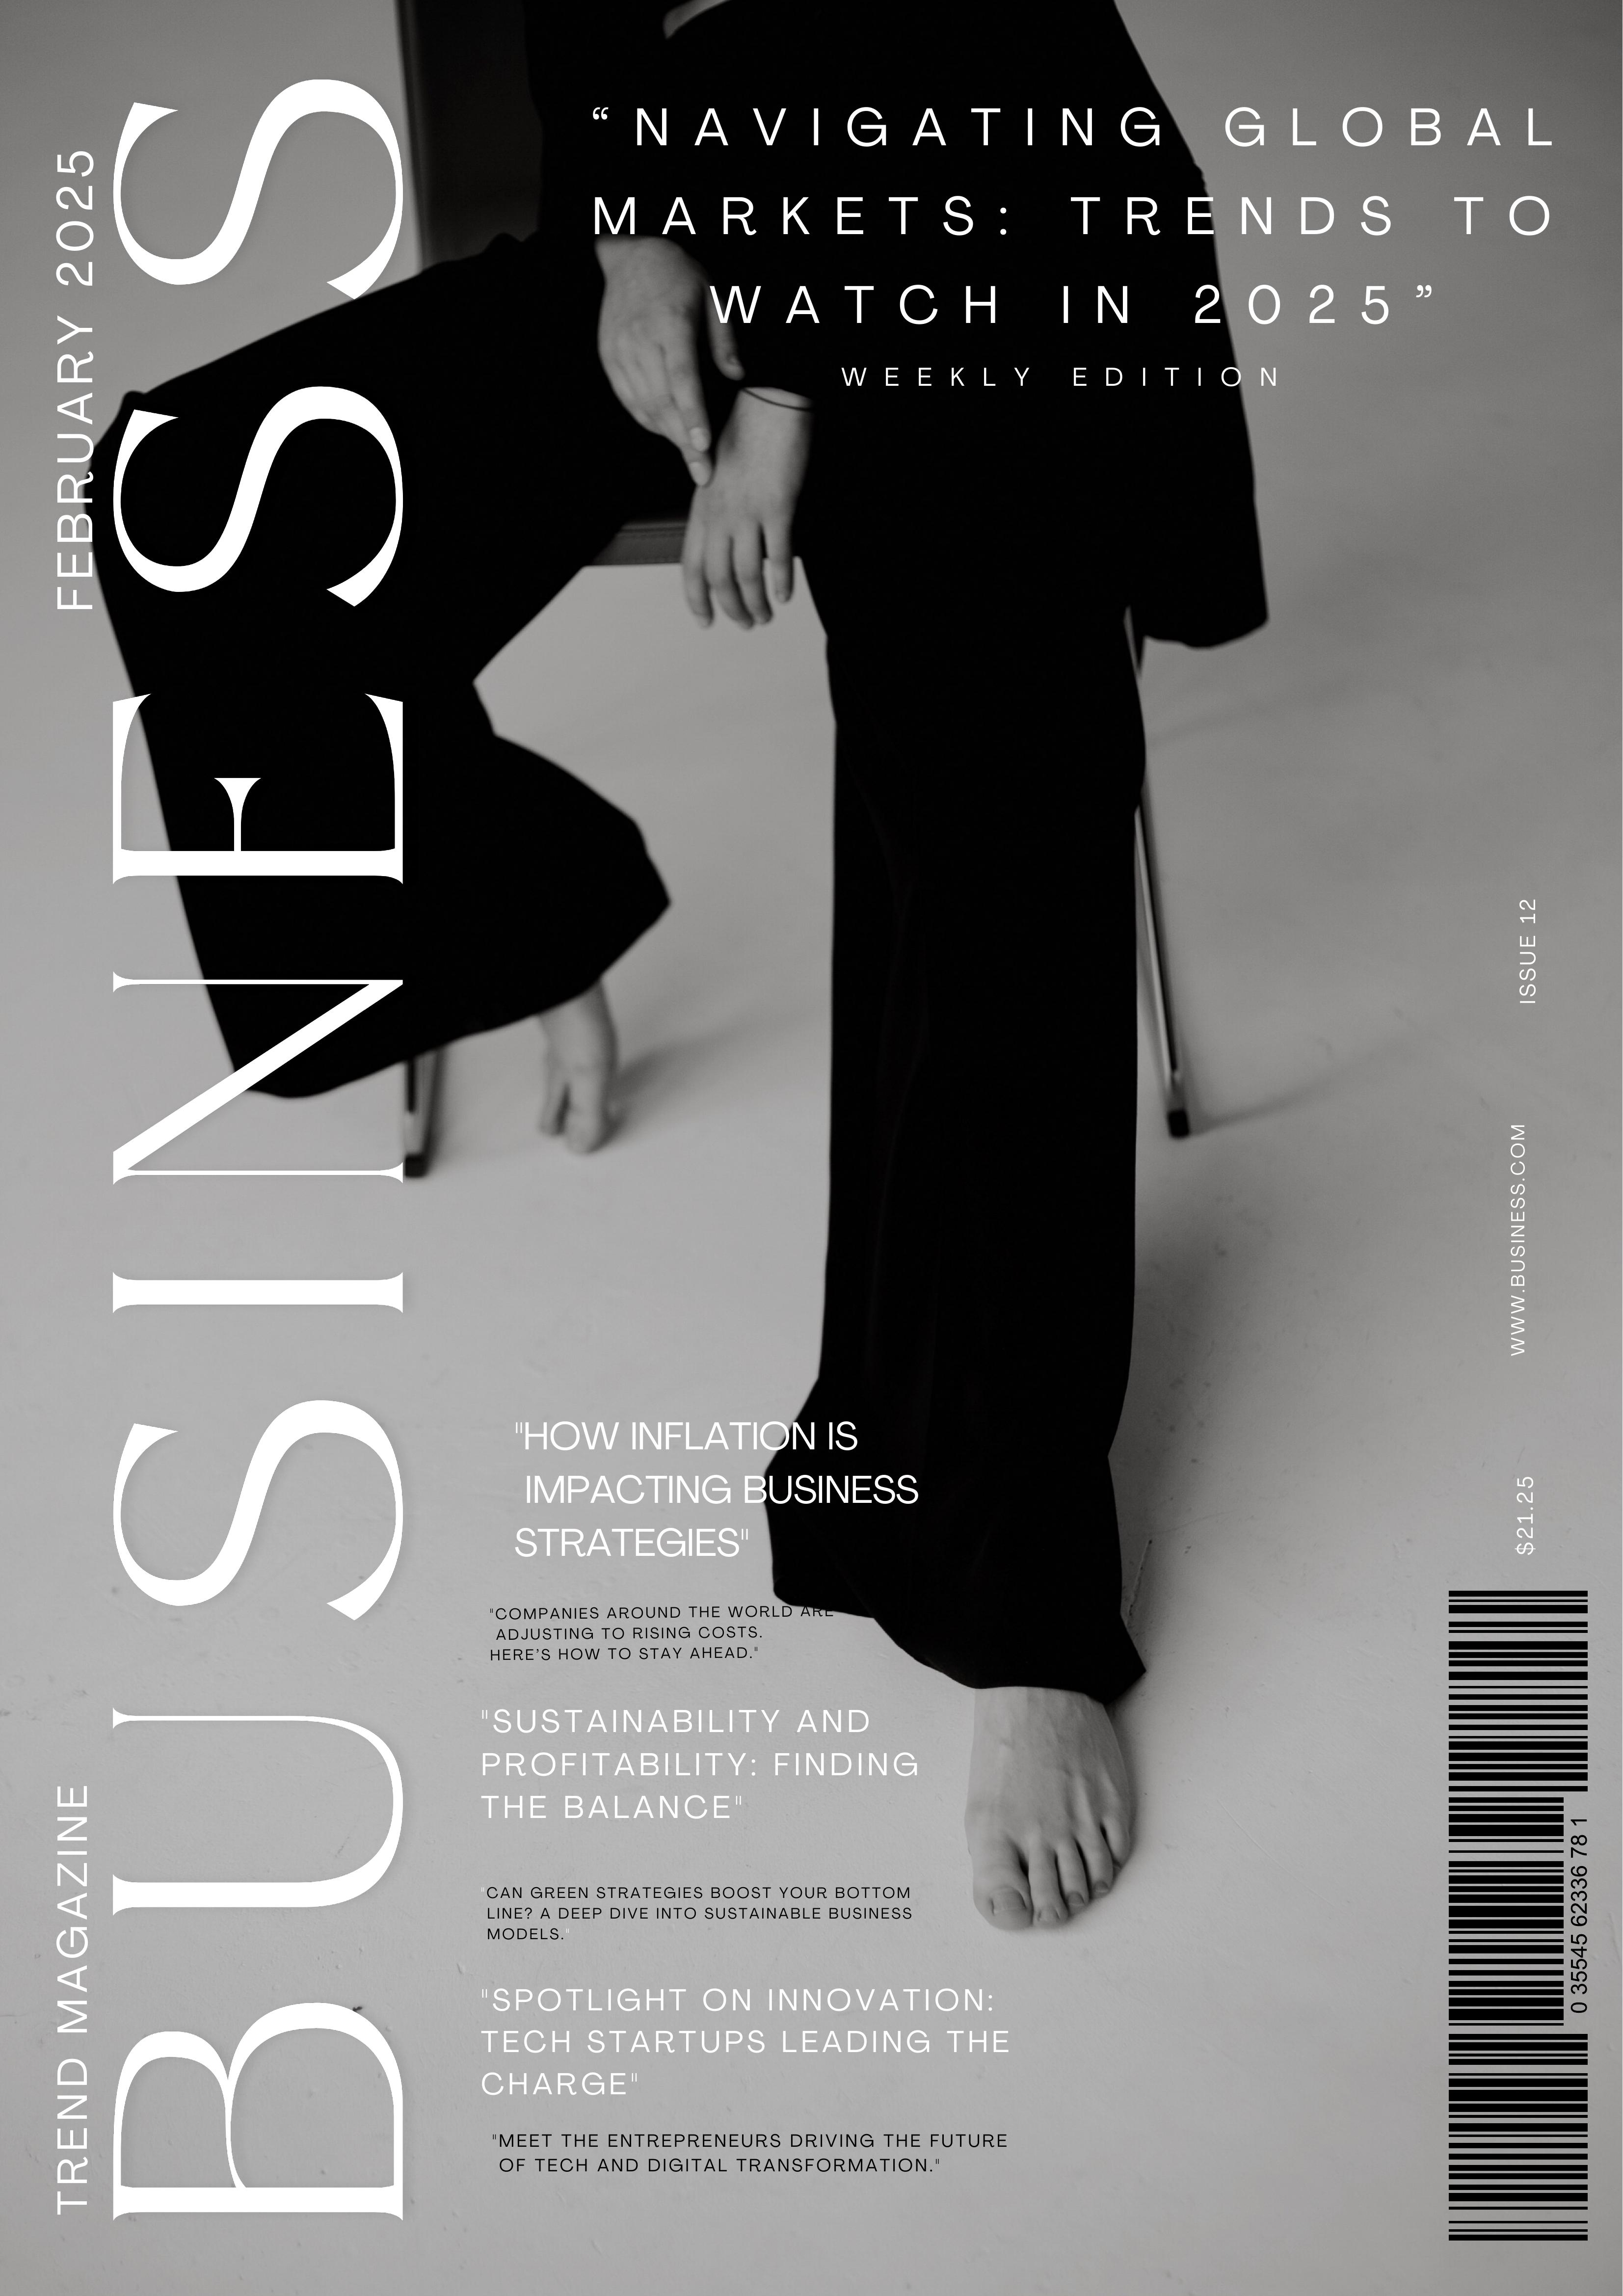 FEBRUARY 2025
BUSINESS
TREND MAGAZINE
“NAVIGATING GLOBAL
MARKETS: TRENDS TO
WATCH IN 2025”
WEEKLY EDITION
ISSUE 12
WWW.BUSINESS.COM
$21.25
"HOW INFLATION IS
IMPACTING BUSINESS
STRATEGIES"
"COMPANIES AROUND THE WORLD ARE
ADJUSTING TO RISING COSTS.
HERE’S HOW TO STAY AHEAD."
"SUSTAINABILITY AND
PROFITABILITY: FINDING
THE BALANCE"
"CAN GREEN STRATEGIES BOOST YOUR BOTTOM
LINE? A DEEP DIVE INTO SUSTAINABLE BUSINESS
MODELS."
"SPOTLIGHT ON INNOVATION:
TECH STARTUPS LEADING THE
CHARGE"
"MEET THE ENTREPRENEURS DRIVING THE FUTURE
OF TECH AND DIGITAL TRANSFORMATION."
0 35545 62336 78 1